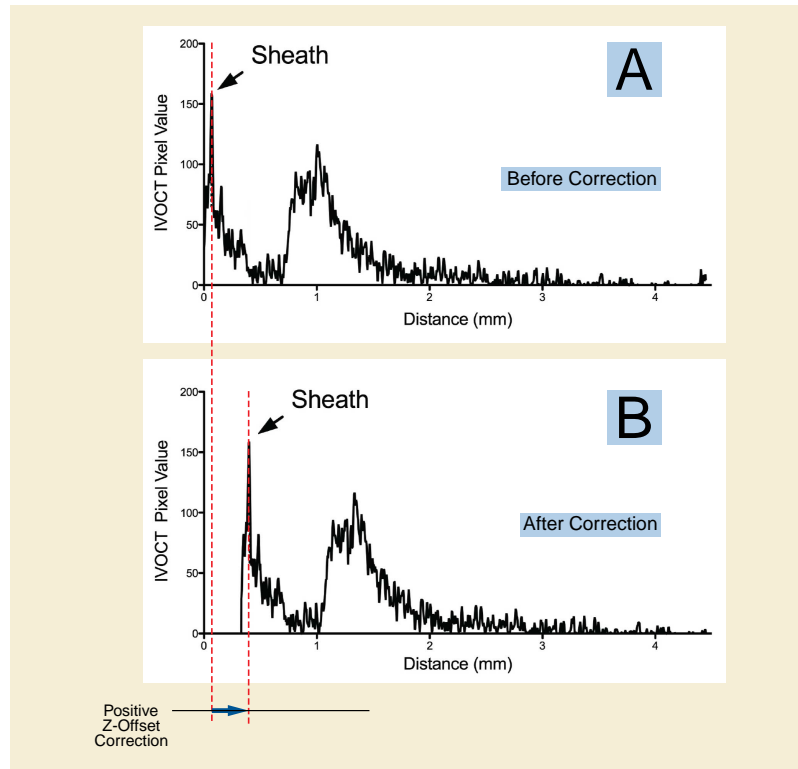 A
Sheath
Before Correction
IVOCT Pixel Value
200
150
100
50
0
0 1 2 3 4
Distance (mm)
B
Sheath
After Correction
IVOCT Pixel Value
200
150
100
50
0
0 1 2 3 4
Distance (mm)
Positive
Z-Offset
Correction